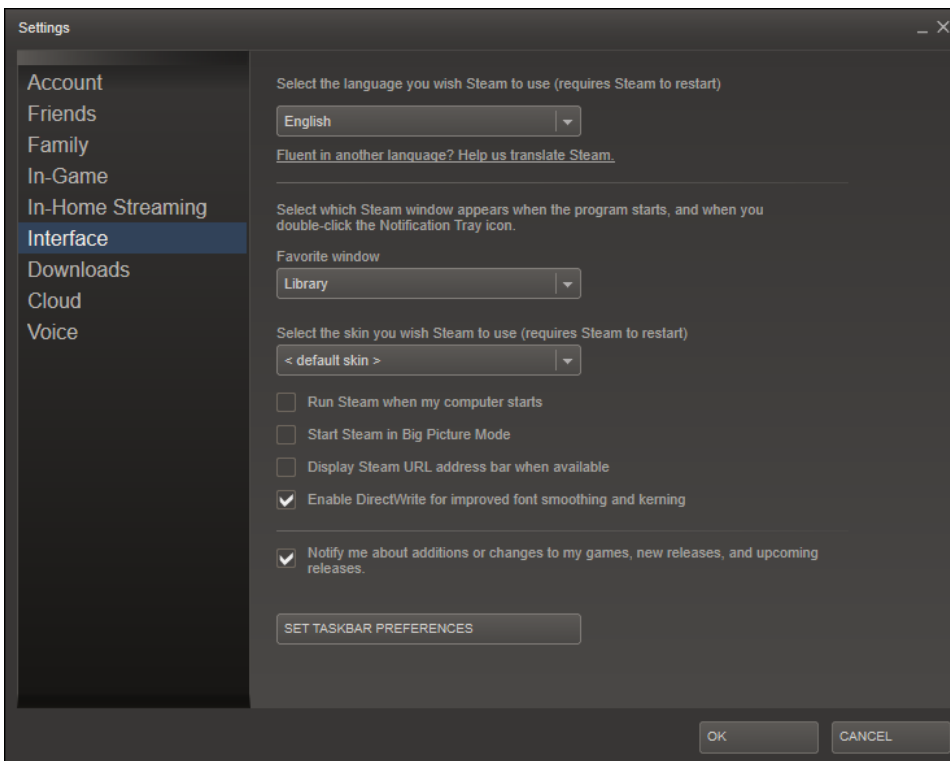 Settings
Account
Friends
Family
In-Game
In-Home Streaming
Interface
Downloads
Cloud
Voice
Select the language you wish Steam to use (requires Steam to restart)
English
Fluent in another language? Help us translate Steam.
Select which Steam window appears when the program starts, and when you
double-click the Notification Tray icon.
Favorite window
Library
Select the skin you wish Steam to use (requires Steam to restart)
< default skin >
Run Steam when my computer starts
Start Steam in Big Picture Mode
Display Steam URL address bar when available
Enable DirectWrite for improved font smoothing and kerning
Notify me about additions or changes to my games, new releases, and upcoming
releases.
SET TASKBAR PREFERENCES
OK
CANCEL